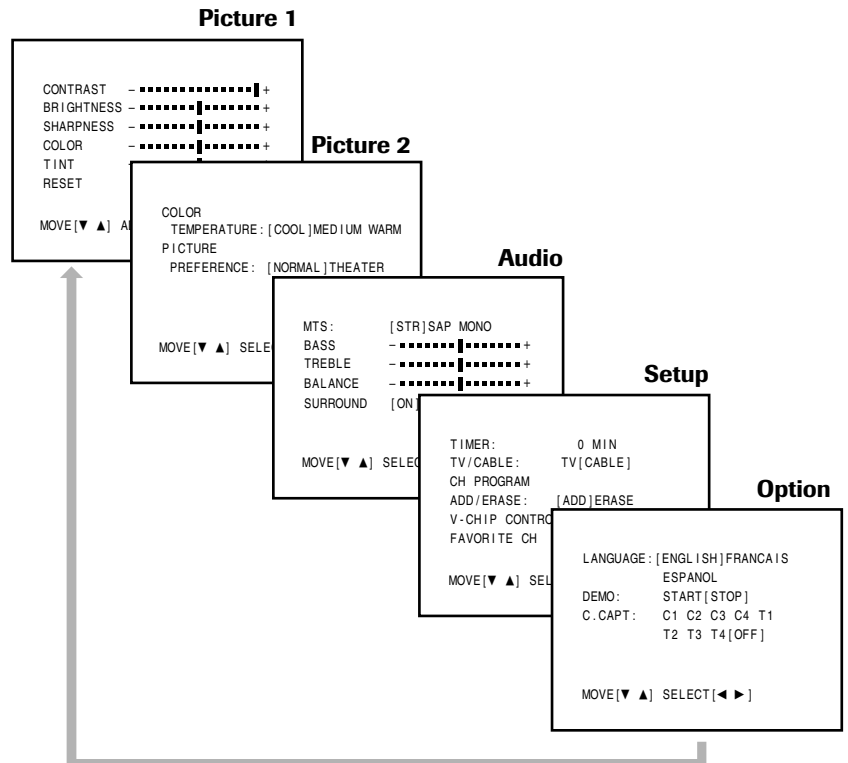 Picture 1
CONTRAST - +
BRIGHTNESS - +
SHARPNESS - +
COLOR - +
TINT -
RESET
MOVE[▼ ▲]
Picture 2
COLOR
TEMPERATURE:[COOL]MEDIUM WARM
PICTURE
PREFERENCE: [NORMAL]THEATER
MOVE[▼ ▲]
Audio
MTS: [STR]SAP MONO
BASS - +
TREBLE - +
BALANCE - +
SURROUND [ON]
MOVE[▼ ▲]
Setup
TIMER: 0 MIN
TV/CABLE: TV[CABLE]
CH PROGRAM
ADD/ERASE: [ADD]ERASE
V-CHIP
FAVORITE CH
MOVE[▼ ▲]
Option
LANGUAGE:[ENGLISH]FRANCAIS
ESPANOL
DEMO: START[STOP]
C.CAPT: C1 C2 C3 C4 T1
T2 T3 T4[OFF]
MOVE[▼ ▲] SELECT[◄ ►]